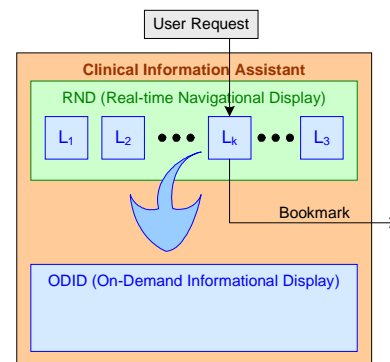 User Request
Clinical Information Assistant
RND (Real-time Navigational Display)
L1 L2 ••• Lk ••• L3
Bookmark
ODID (On-Demand Informational Display)